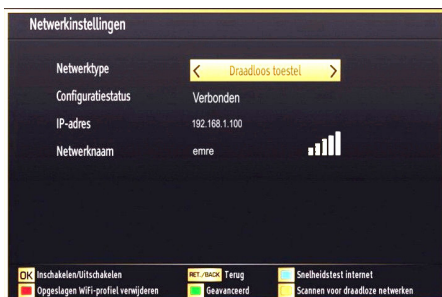 Netwerkinstellingen
Netwerktype Draadloos toestel
Configuratiestatus Verbonden
IP-adres 192.168.1.100
Netwerknaam emre
OK Inschakelen/Uitschakelen RET./BACK Terug Snelheidstest internet
Opgeslagen WiFi-profiel verwijderen Geavanceerd Scannen voor draadloze netwerken